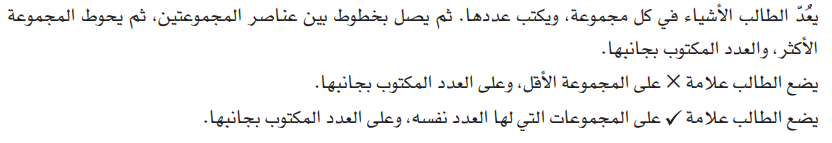 يعُدّ الطالب الأشياء في كل مجموعة، ويكتب عددها. ثم يصل بخطوط بين عناصر المجموعتين، ثم يحوط المجموعة
الأكثر، والعدد المكتوب بجانبها.
يضع الطالب علامة ✕ على المجموعة الأقل، وعلى العدد المكتوب بجانبها.
يضع الطالب علامة ✓ على المجموعات التي لها العدد نفسه، وعلى العدد المكتوب بجانبها.